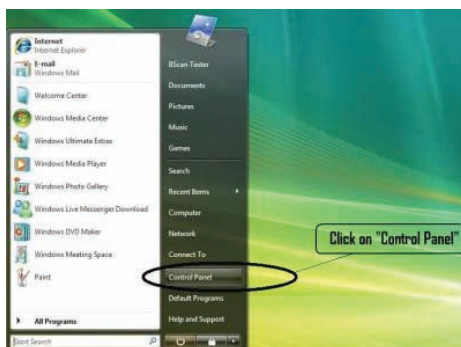 Internet
Internet Explorer
E-mail
Windows Mail
Welcome Center
Windows Media Center
Windows Ultimate Extras
Windows Media Player
Windows Photo Gallery
Windows Live Messenger Download
Windows DVD Maker
Windows Meeting Space
Paint
All Programs
Start Search
BScan Tester
Documents
Pictures
Music
Games
Search
Recent Items
Computer
Network
Connect To
Control Panel
Default Programs
Help and Support
Click on "Control Panel"